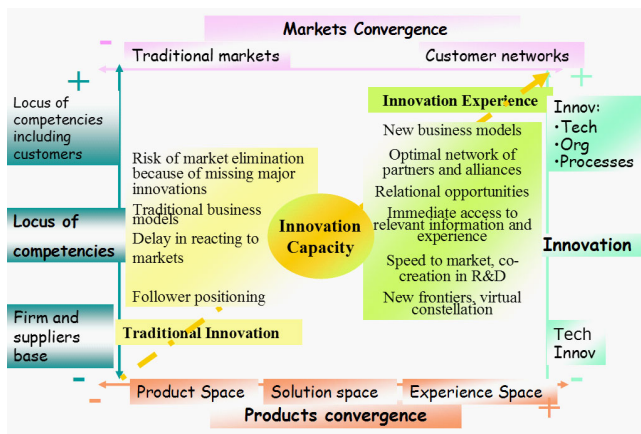 Markets Convergence
-
Traditional markets
Customer networks
+
+
Locus of
competencies
including
customers
Innovation Experience
Innov:
•Tech
•Org
•Processes
New business models
Risk of market elimination
because of missing major
innovations
Traditional business
models
Delay in reacting to
markets
Follower positioning
Optimal network of
partners and alliances
Relational opportunities
Immediate access to
relevant information and
experience
Speed to market, co-
creation in R&D
New frontiers, virtual
constellation
Innovation
Capacity
Locus of
competencies
Innovation
Firm and
suppliers
base
Traditional Innovation
Tech
Innov
-
-
-
Product Space
Solution space
Experience Space
+
Products convergence